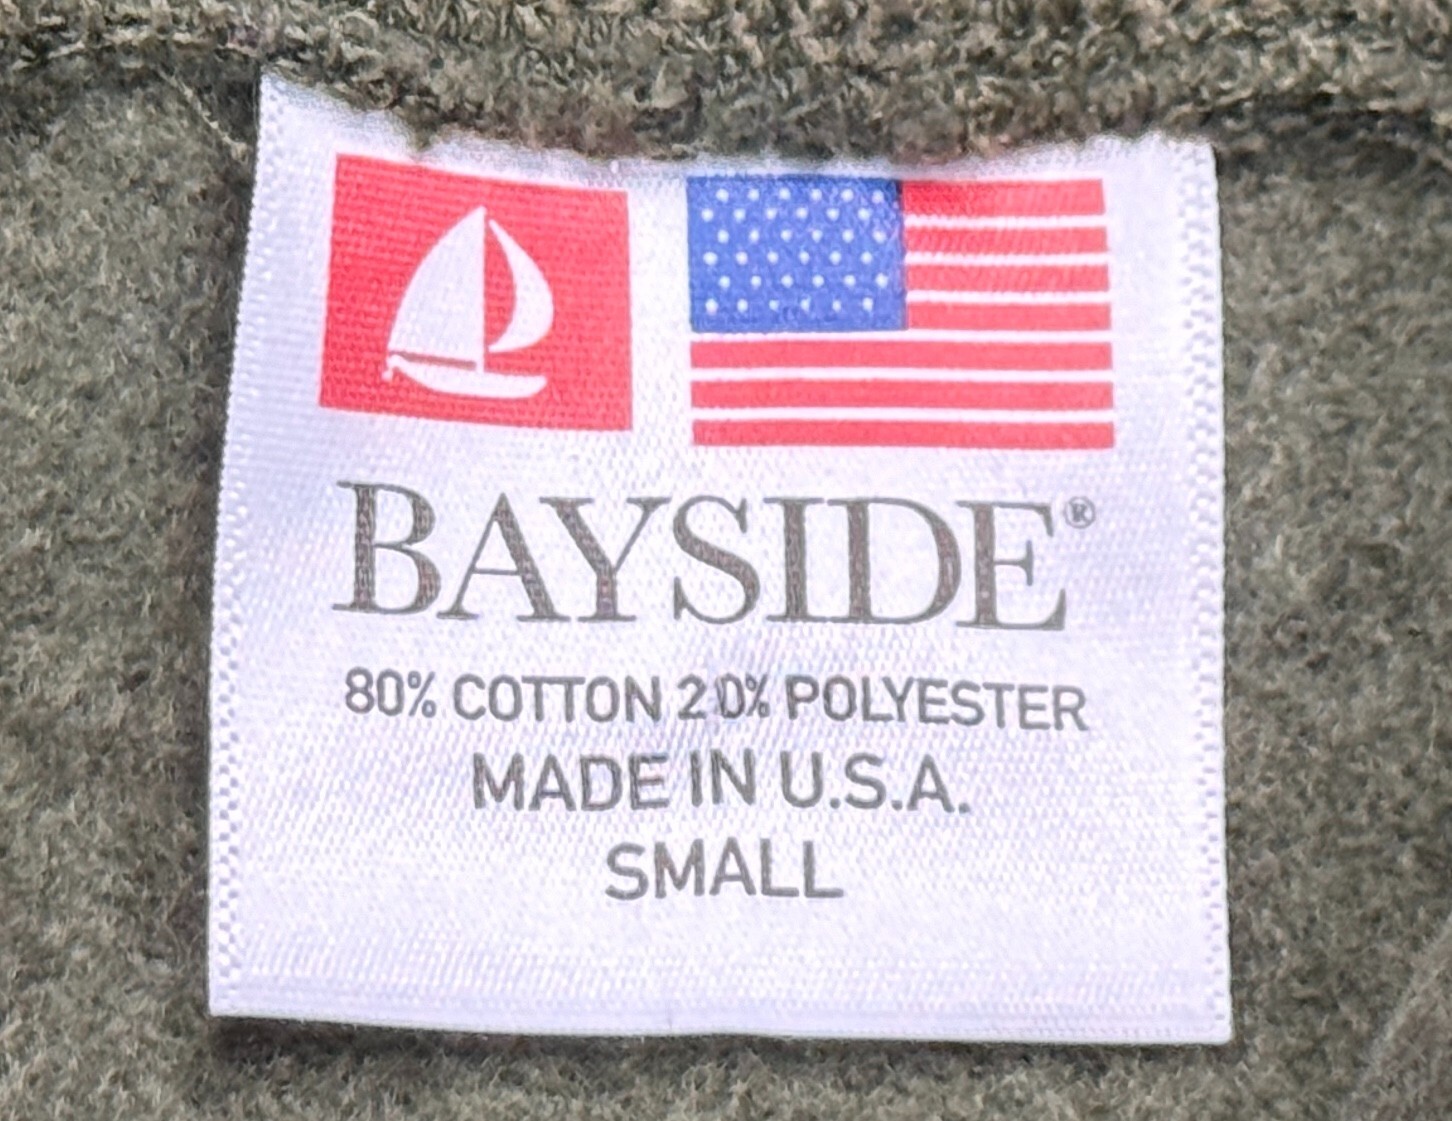 BAYSIDE®
80% COTTON 20% POLYESTER
MADE IN U.S.A.
SMALL